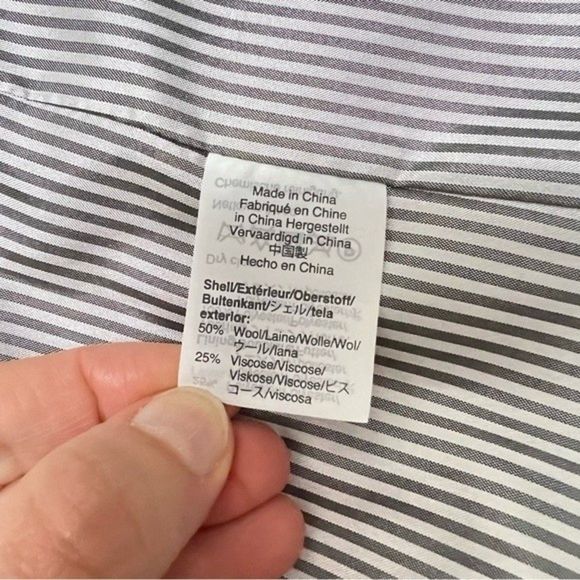 Made in China
Fabriqué en Chine
in China Hergestellt
Vervaardigd in China
中国製
Hecho en China
Shell/Extérieur/Oberstoff/
Bultenkant/シェル/tela
exterior:
50% Wool/Laine/Wolle/Wol/
ウール/lana
25% Viscose/Viscose/
Viskose/Viscose/ビス
コース/viscosa